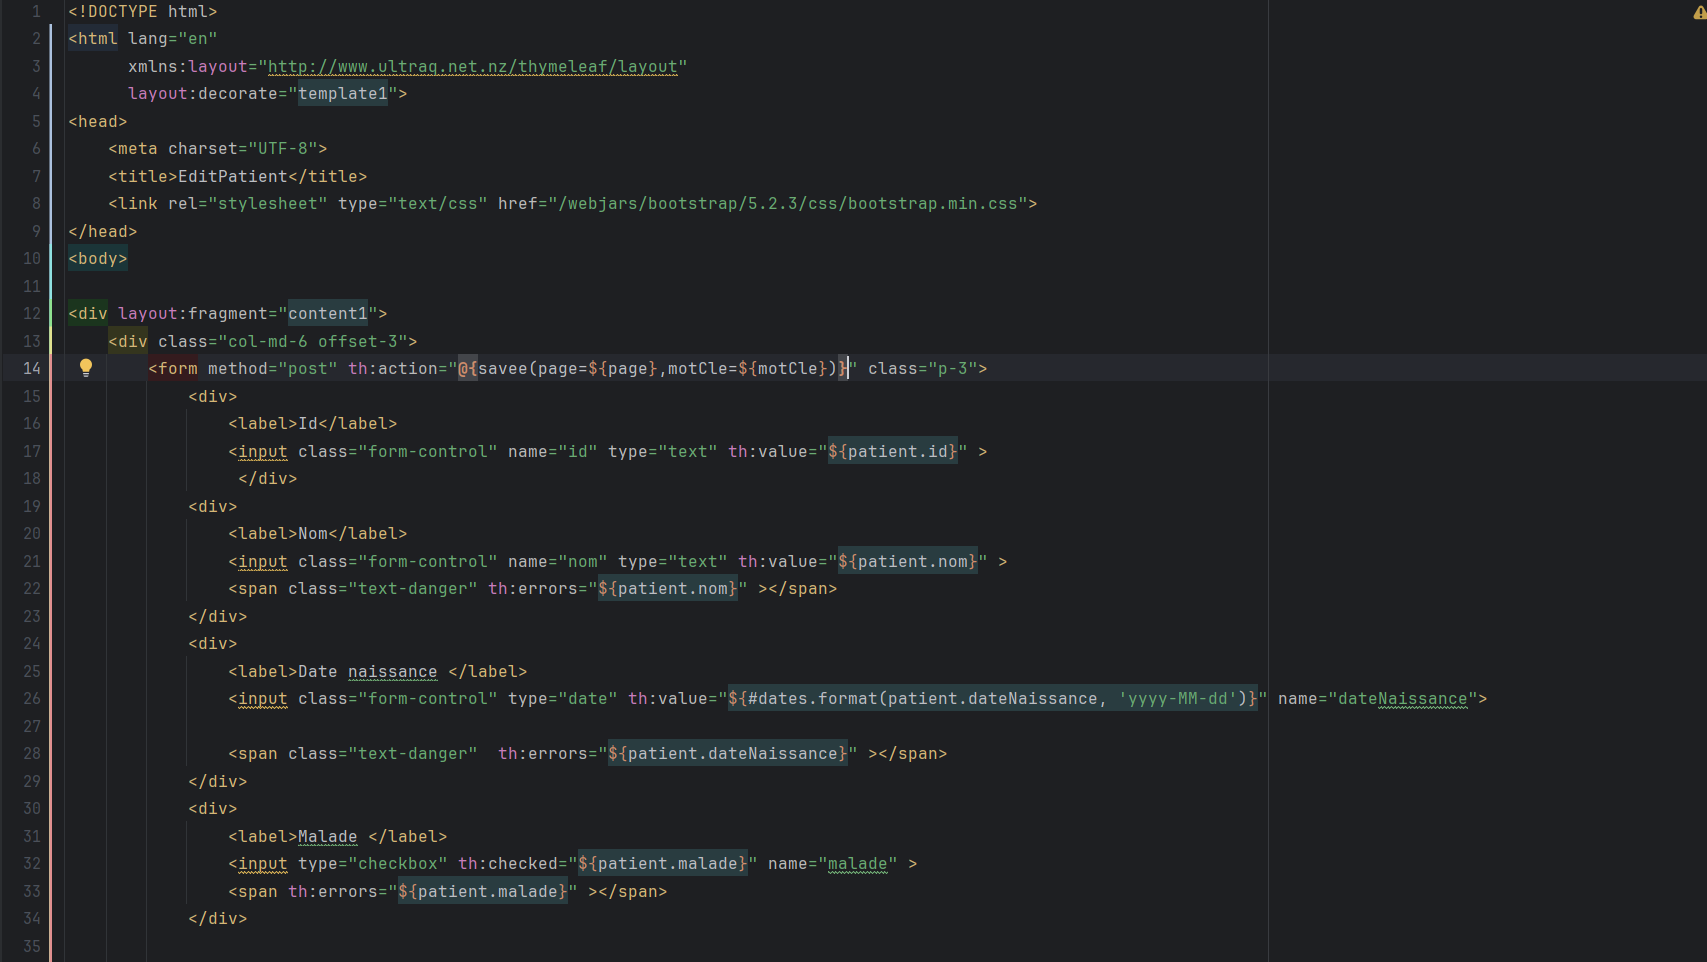 1 <!DOCTYPE html>
2 <html lang="en"
3 xmlns:layout="http://www.ultraq.net.nz/thymeleaf/layout"
4 layout:decorate="template1">
5 <head>
6 <meta charset="UTF-8">
7 <title>EditPatient</title>
8 <link rel="stylesheet" type="text/css" href="/webjars/bootstrap/5.2.3/css/bootstrap.min.css">
9 </head>
10 <body>
11
12 <div layout:fragment="content1">
13 <div class="col-md-6 offset-3">
14 <form method="post" th:action="@{savee(page=${page},motCle=${motCle})}" class="p-3">
15 <div>
16 <label>Id</label>
17 <input class="form-control" name="id" type="text" th:value="${patient.id}" >
18 </div>
19 <div>
20 <label>Nom</label>
21 <input class="form-control" name="nom" type="text" th:value="${patient.nom}" >
22 <span class="text-danger" th:errors="${patient.nom}" ></span>
23 </div>
24 <div>
25 <label>Date naissance </label>
26 <input class="form-control" type="date" th:value="${#dates.format(patient.dateNaissance, 'yyyy-MM-dd')}" name="dateNaissance">
27
28 <span class="text-danger"  th:errors="${patient.dateNaissance}" ></span>
29 </div>
30 <div>
31 <label>Malade </label>
32 <input type="checkbox" th:checked="${patient.malade}" name="malade" >
33 <span th:errors="${patient.malade}" ></span>
34 </div>
35